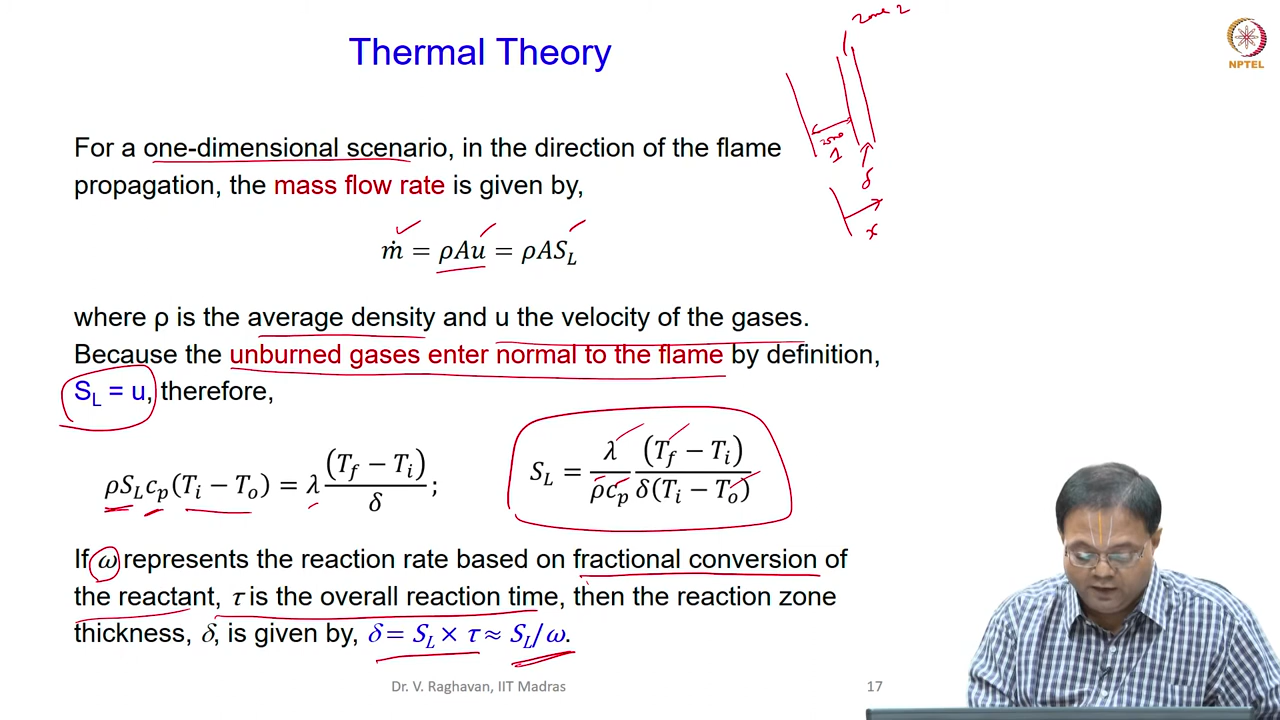 zone 2
NPTEL
Thermal Theory
For a one-dimensional scenario, in the direction of the flame
propagation, the mass flow rate is given by,
zone
1
δ
x
ṁ = ρAu = ρAS_L
where ρ is the average density and u the velocity of the gases.
Because the unburned gases enter normal to the flame by definition,
S_L = u, therefore,
ρS_L c_p(T_i − T_o) = λ (T_f − T_i)/δ ;
S_L = λ/(ρc_p) (T_f − T_i)/(δ(T_i − T_o))
If ω represents the reaction rate based on fractional conversion of
the reactant, τ is the overall reaction time, then the reaction zone
thickness, δ, is given by, δ = S_L × τ ≈ S_L/ω.
Dr. V. Raghavan, IIT Madras
17